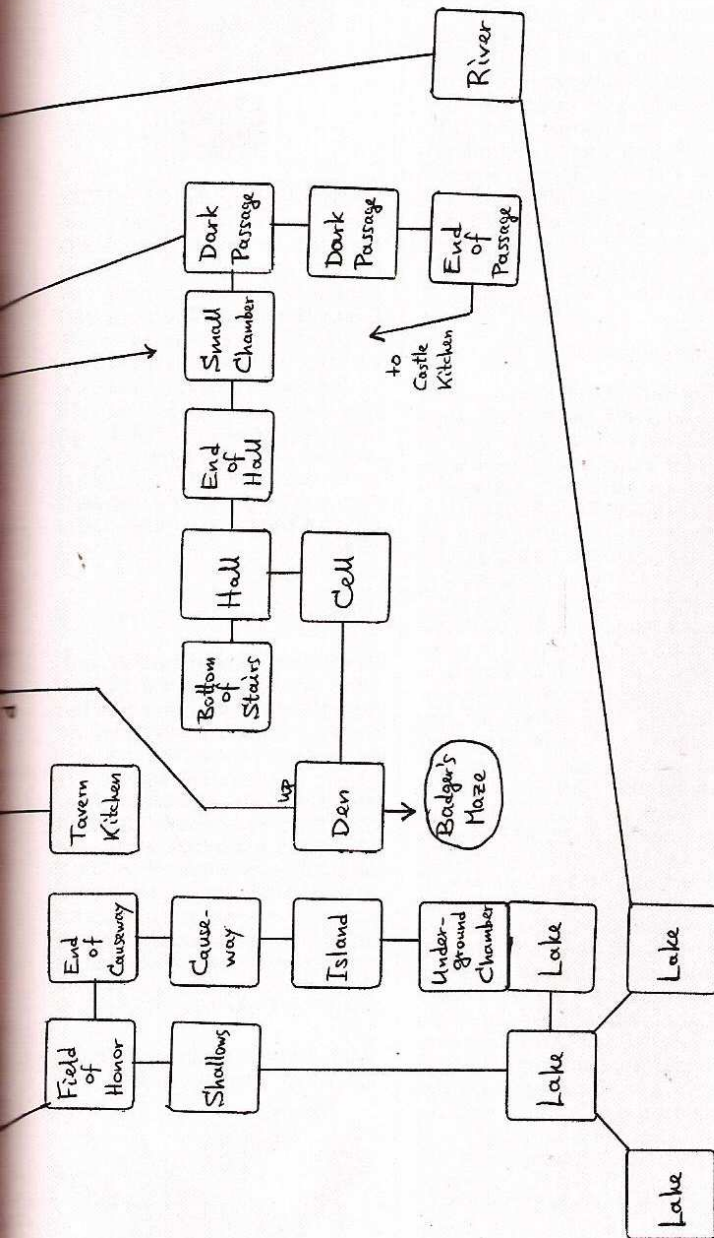 Field
of
Honor
End
of
Causeway
Tavern
Kitchen
Shallows
Cause-
way
Bottom
of
Stairs
Hall
End
of
Hall
Small
Chamber
Dark
Passage
Island
up
Den
Cell
Dark
Passage
to
Castle
Kitchen
Under-
ground
Chamber
Badger's
Maze
End
of
Passage
River
Lake
Lake
Lake
Lake